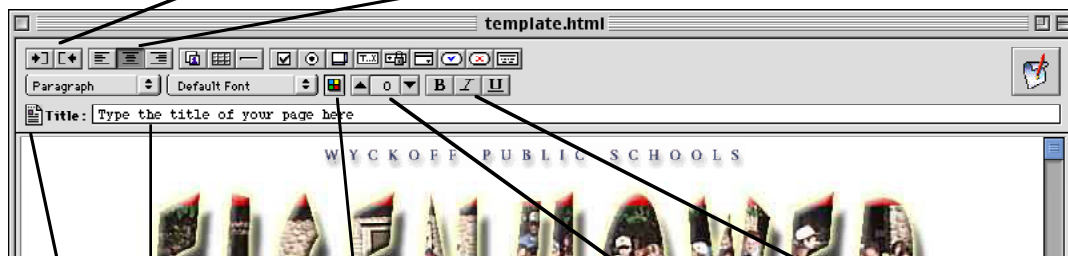 template.html
Paragraph Default Font 0 B I U
Title: Type the title of your page here
WYCKOFF PUBLIC SCHOOLS